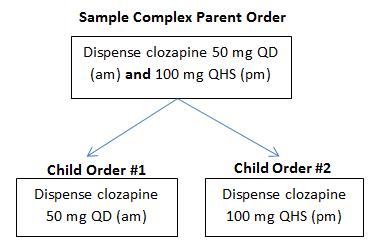 Sample Complex Parent Order
Dispense clozapine 50 mg QD
(am) and 100 mg QHS (pm)
Child Order #1
Dispense clozapine
50 mg QD (am)
Child Order #2
Dispense clozapine
100 mg QHS (pm)